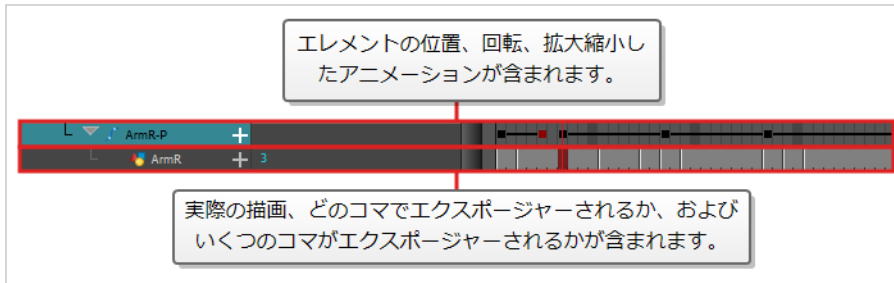 エレメントの位置、回転、拡大縮小し
たアニメーションが含まれます。
ArmR-P
ArmR 3
実際の描画、どのコマでエクスポージャーされるか、および
いくつのコマがエクスポージャーされるかが含まれます。